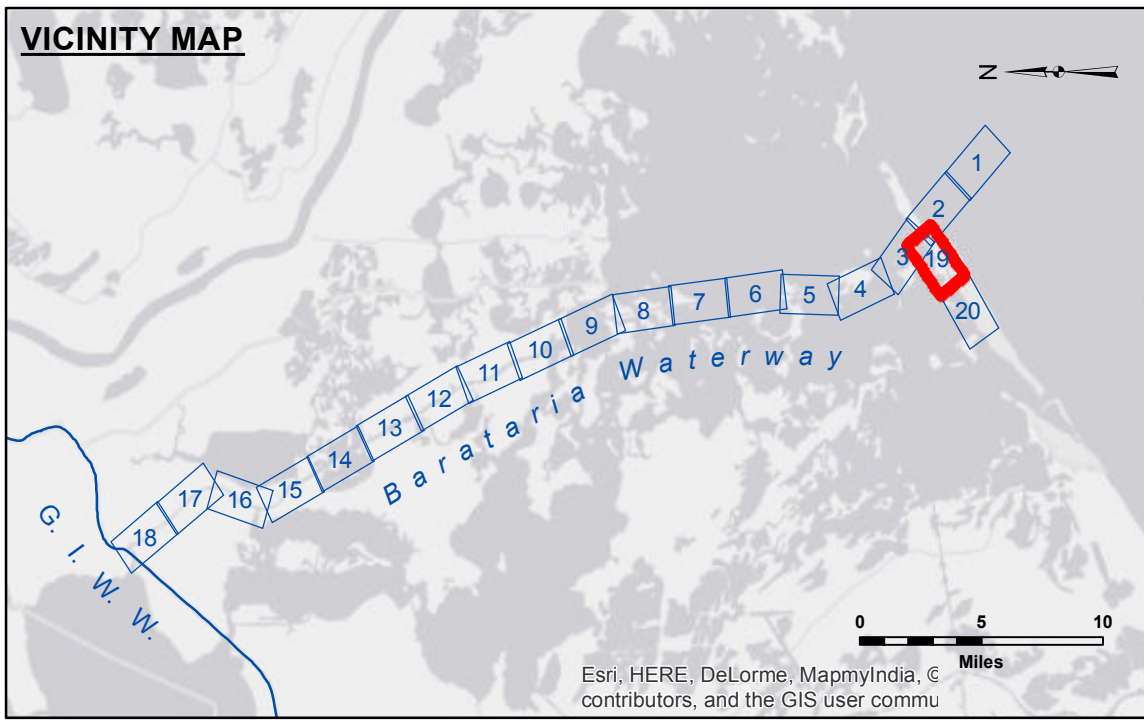 VICINITY MAP
N
1
2
3
19
20
4
5
6
7
8
9
10
11
12
13
14
15
16
17
18
Barataria Waterway
G. I. W. W.
0 5 10
Miles
Esri, HERE, DeLorme, MapmyIndia, ©
contributors, and the GIS user commu